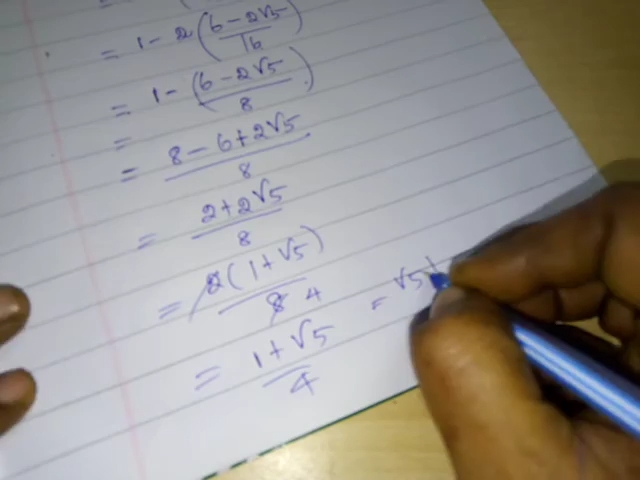 = 1 - 2 (6 - 2√5 / 16)
= 1 - (6 - 2√5 / 8)
=
= 8 - 6 + 2√5 / 8
= 2 + 2√5 / 8
= 2(1 + √5) / 8 4
= 1 + √5 / 4 = √5 +